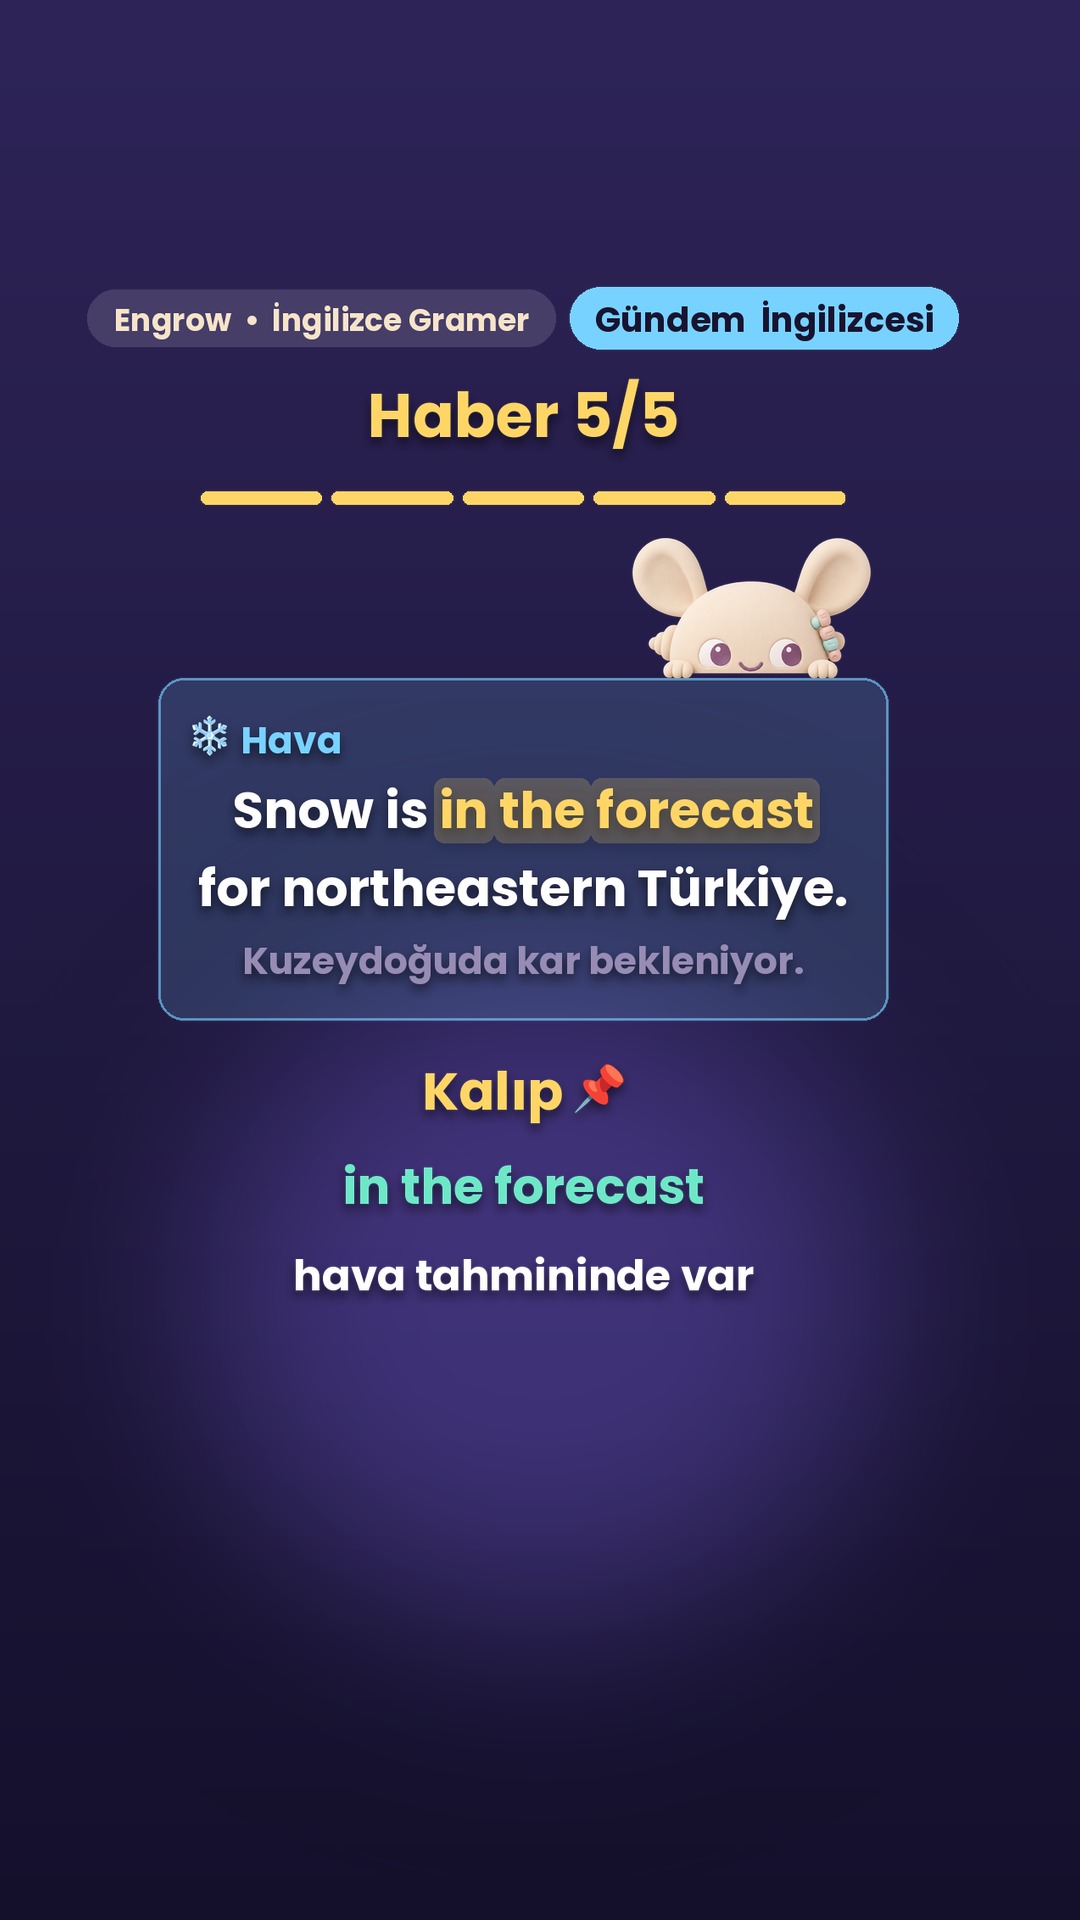 Engrow • İngilizce Gramer
Gündem İngilizcesi
Haber 5/5
Hava
Snow is in the forecast
for northeastern Türkiye.
Kuzeydoğuda kar bekleniyor.
Kalıp
in the forecast
hava tahmininde var